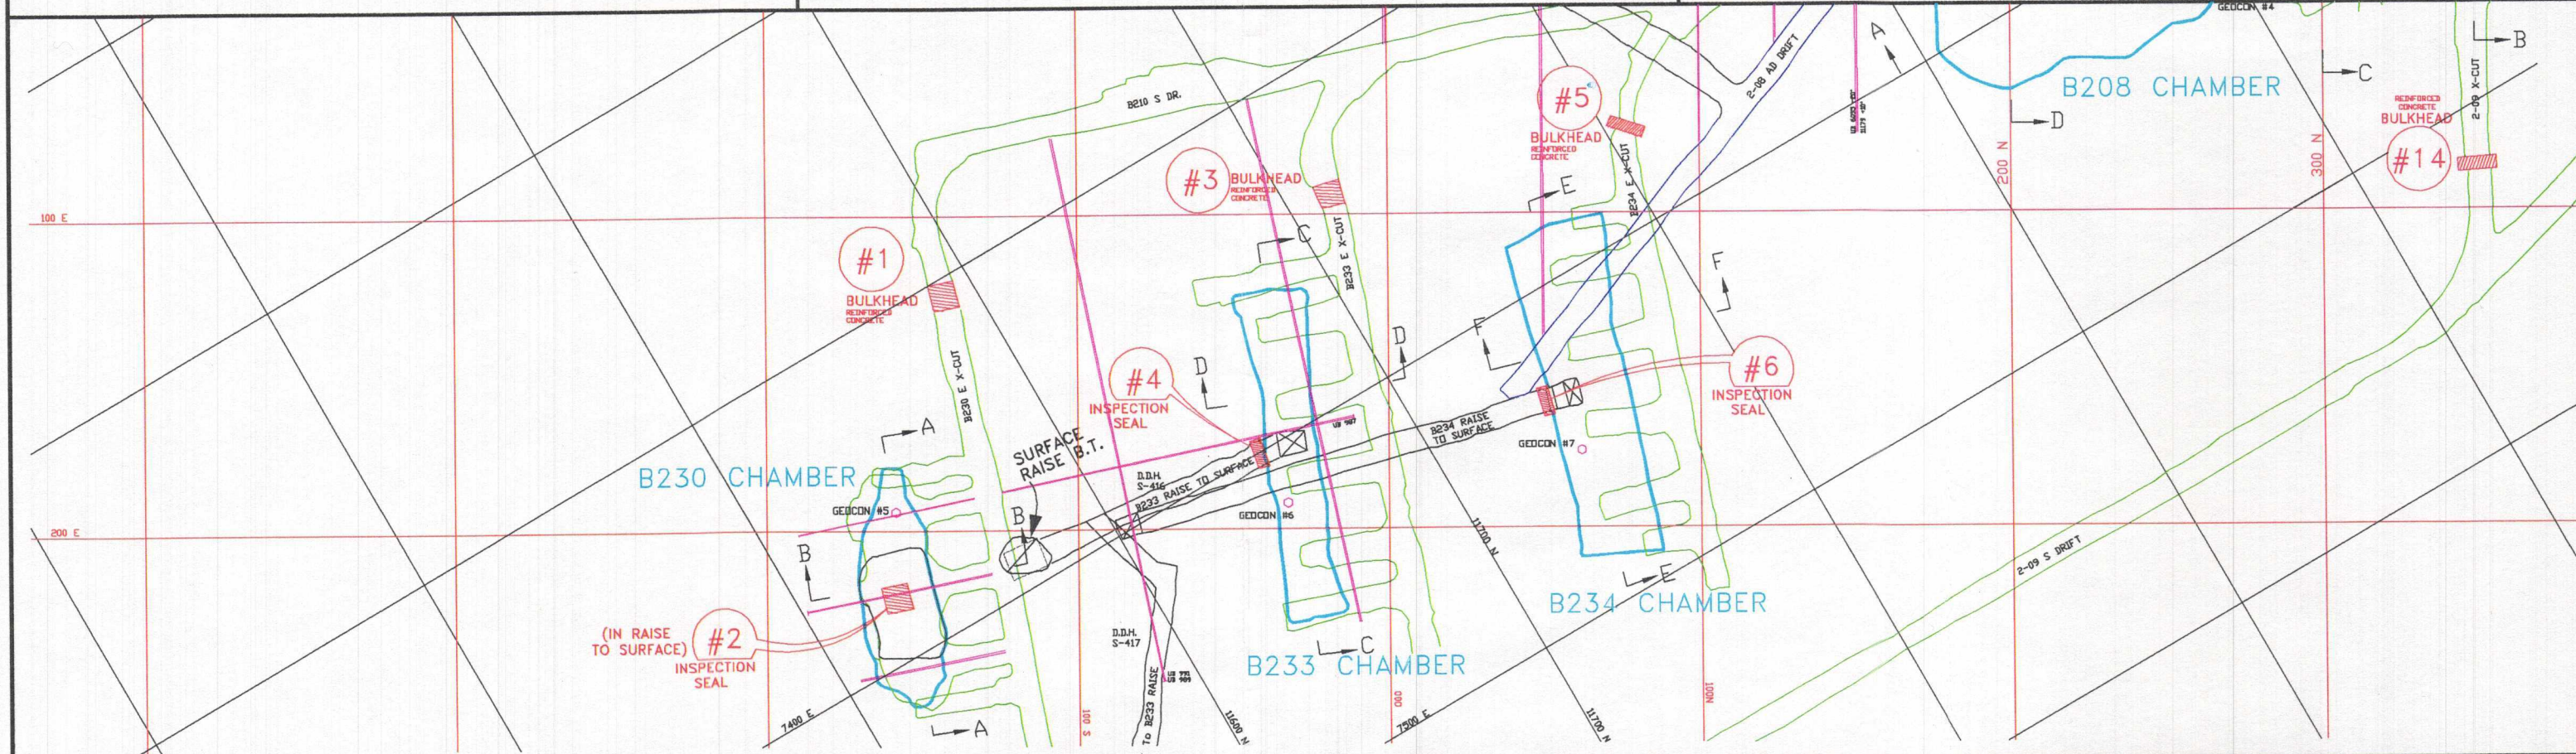 GEOCON #4
B208 CHAMBER
A
B
B
C
D
2-09 X-CUT
REINFORCED
CONCRETE
BULKHEAD
#14
200 N
300 N
2-08 AD DRIFT
B210 S DR.
#5
BULKHEAD
REINFORCED
CONCRETE
B234 E X-CUT
#3
BULKHEAD
REINFORCED
CONCRETE
B233 E X-CUT
E
C
F
F
100 E
#1
BULKHEAD
REINFORCED
CONCRETE
B230 E X-CUT
D
D
#4
INSPECTION
SEAL
#6
INSPECTION
SEAL
A
B230 CHAMBER
SURFACE
RAISE B.T.
D.D.H.
S-416
B233 RAISE TO SURFACE
B234 RAISE
TO SURFACE
GEOCON #7
GEOCON #5
GEOCON #6
B
200 E
11700 N
2-09 S DRIFT
E
B234 CHAMBER
(IN RAISE
TO SURFACE)
#2
INSPECTION
SEAL
D.D.H.
S-417
C
B233 CHAMBER
TO B233 RAISE
A
7400 E
100 S
11600 N
000
7500 E
11700 N
100N